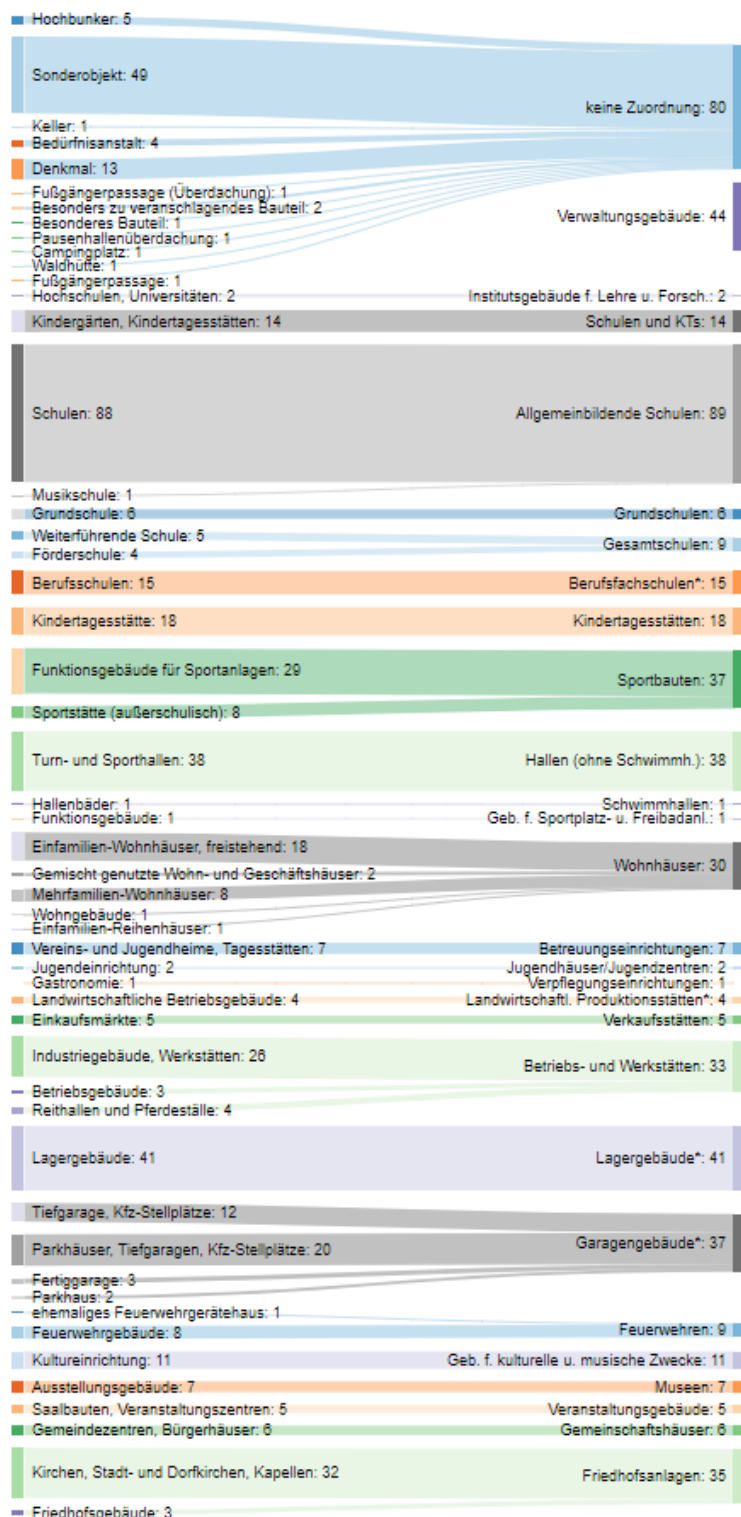 Hochbunker: 5
Sonderobjekt: 49
keine Zuordnung: 80
Keller: 1
Bedürfnisanstalt: 4
Denkmal: 13
Fußgängerpassage (Überdachung): 1
Besonders zu veranschlagendes Bauteil: 2
Verwaltungsgebäude: 44
Besonderes Bauteil: 1
Pausenhallenüberdachung: 1
Campingplatz: 1
Waldhütte: 1
Fußgängerpassage: 1
Hochschulen, Universitäten: 2
Institutsgebäude f. Lehre u. Forsch.: 2
Kindergärten, Kindertagesstätten: 14
Schulen und KTs: 14
Schulen: 88
Allgemeinbildende Schulen: 89
Musikschule: 1
Grundschule: 6
Grundschulen: 6
Weiterführende Schule: 5
Gesamtschulen: 9
Förderschule: 4
Berufsschulen: 15
Berufsfachschulen*: 15
Kindertagesstätte: 18
Kindertagesstätten: 18
Funktionsgebäude für Sportanlagen: 29
Sportbauten: 37
Sportstätte (außerschulisch): 8
Turn- und Sporthallen: 38
Hallen (ohne Schwimmh.): 38
Hallenbäder: 1
Schwimmhallen: 1
Funktionsgebäude: 1
Geb. f. Sportplatz- u. Freibadanl.: 1
Einfamilien-Wohnhäuser, freistehend: 18
Wohnhäuser: 30
Gemischt genutzte Wohn- und Geschäftshäuser: 2
Mehrfamilien-Wohnhäuser: 8
Wohngebäude: 1
Einfamilien-Reihenhäuser: 1
Vereins- und Jugendheime, Tagesstätten: 7
Betreuungseinrichtungen: 7
Jugendeinrichtung: 2
Jugendhäuser/Jugendzentren: 2
Gastronomie: 1
Verpflegungseinrichtungen: 1
Landwirtschaftliche Betriebsgebäude: 4
Landwirtschaftl. Produktionsstätten*: 4
Einkaufsmärkte: 5
Verkaufsstätten: 5
Industriegebäude, Werkstätten: 26
Betriebs- und Werkstätten: 33
Betriebsgebäude: 3
Reithallen und Pferdeställe: 4
Lagergebäude: 41
Lagergebäude*: 41
Tiefgarage, Kfz-Stellplätze: 12
Garagengebäude*: 37
Parkhäuser, Tiefgaragen, Kfz-Stellplätze: 20
Fertiggarage: 3
Parkhaus: 2
ehemaliges Feuerwehrgerätehaus: 1
Feuerwehrgebäude: 8
Feuerwehren: 9
Kultureinrichtung: 11
Geb. f. kulturelle u. musische Zwecke: 11
Ausstellungsgebäude: 7
Museen: 7
Saalbauten, Veranstaltungszentren: 5
Veranstaltungsgebäude: 5
Gemeindezentren, Bürgerhäuser: 6
Gemeinschaftshäuser: 6
Kirchen, Stadt- und Dorfkirchen, Kapellen: 32
Friedhofsanlagen: 35
Friedhofsgebäude: 3